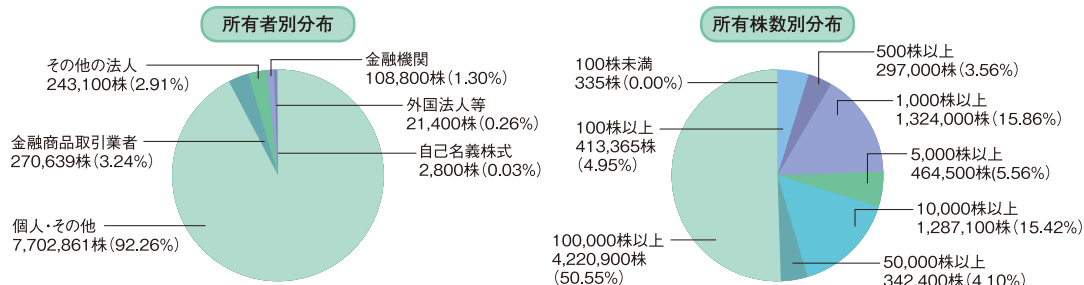 所有者別分布
その他の法人
243,100株(2.91%)
金融機関
108,800株(1.30%)
外国法人等
21,400株(0.26%)
金融商品取引業者
270,639株(3.24%)
自己名義株式
2,800株(0.03%)
個人・その他
7,702,861株(92.26%)
所有株数別分布
100株未満
335株(0.00%)
500株以上
297,000株(3.56%)
1,000株以上
1,324,000株(15.86%)
100株以上
413,365株
(4.95%)
5,000株以上
464,500株(5.56%)
10,000株以上
1,287,100株(15.42%)
100,000株以上
4,220,900株
(50.55%)
50,000株以上
342,400株(4.10%)